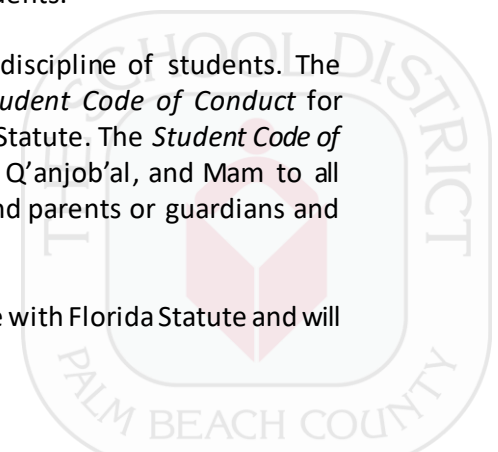 dents.
discipline of students. The
udent Code of Conduct for
Statute. The Student Code of
Q’anjob’al, and Mam to all
nd parents or guardians and
e with Florida Statute and will
THE SCHOOL DISTRICT
PALM BEACH COUNTY